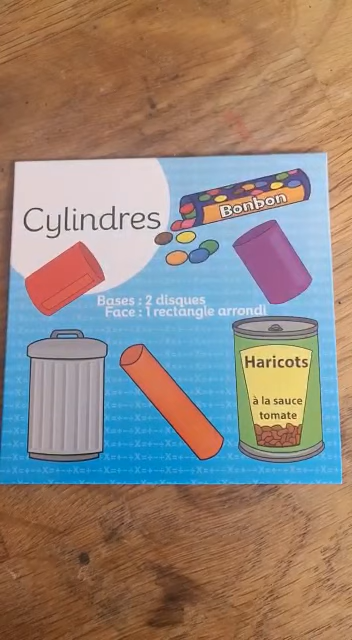 Cylindres
Bonbon
Bases : 2 disques
Face : 1 rectangle arrondi
Haricots
à la sauce
tomate